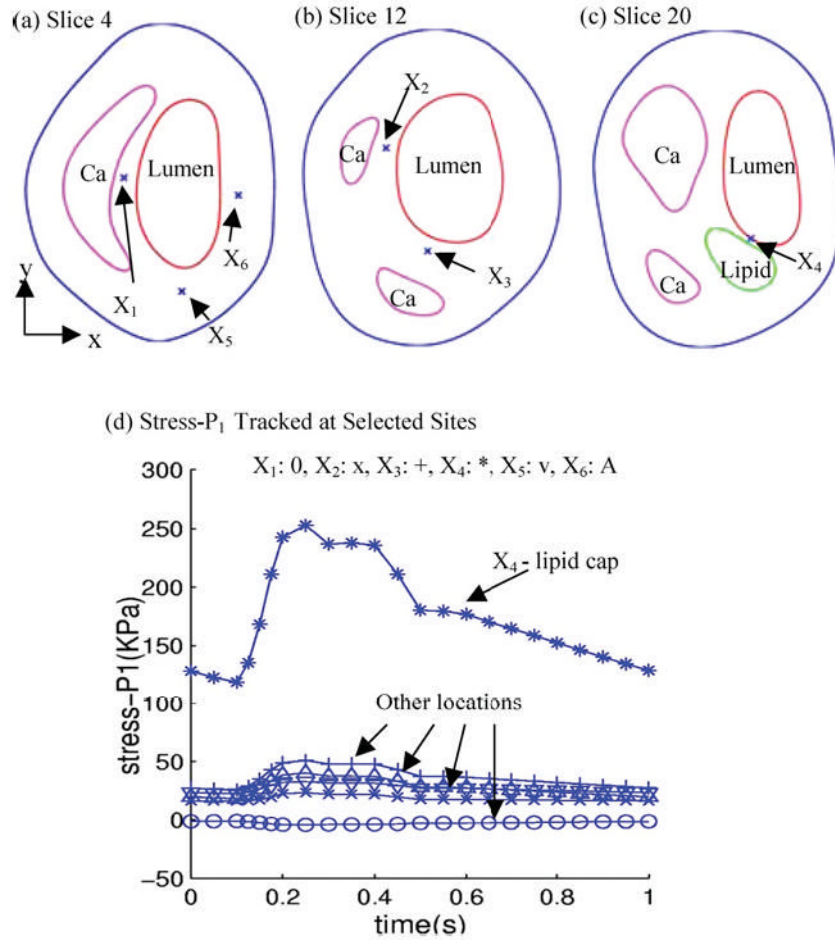 (a) Slice 4
(b) Slice 12
(c) Slice 20
Ca
Lumen
X1
X5
X6
y
x
X2
Ca
Lumen
X3
Ca
Ca
Lumen
Lipid
X4
(d) Stress-P1 Tracked at Selected Sites
X1: 0, X2: x, X3: +, X4: *, X5: v, X6: A
stress-P1(KPa)
300
250
200
150
100
50
0
-50
X4 - lipid cap
Other locations
0 0.2 0.4 0.6 0.8 1
time(s)